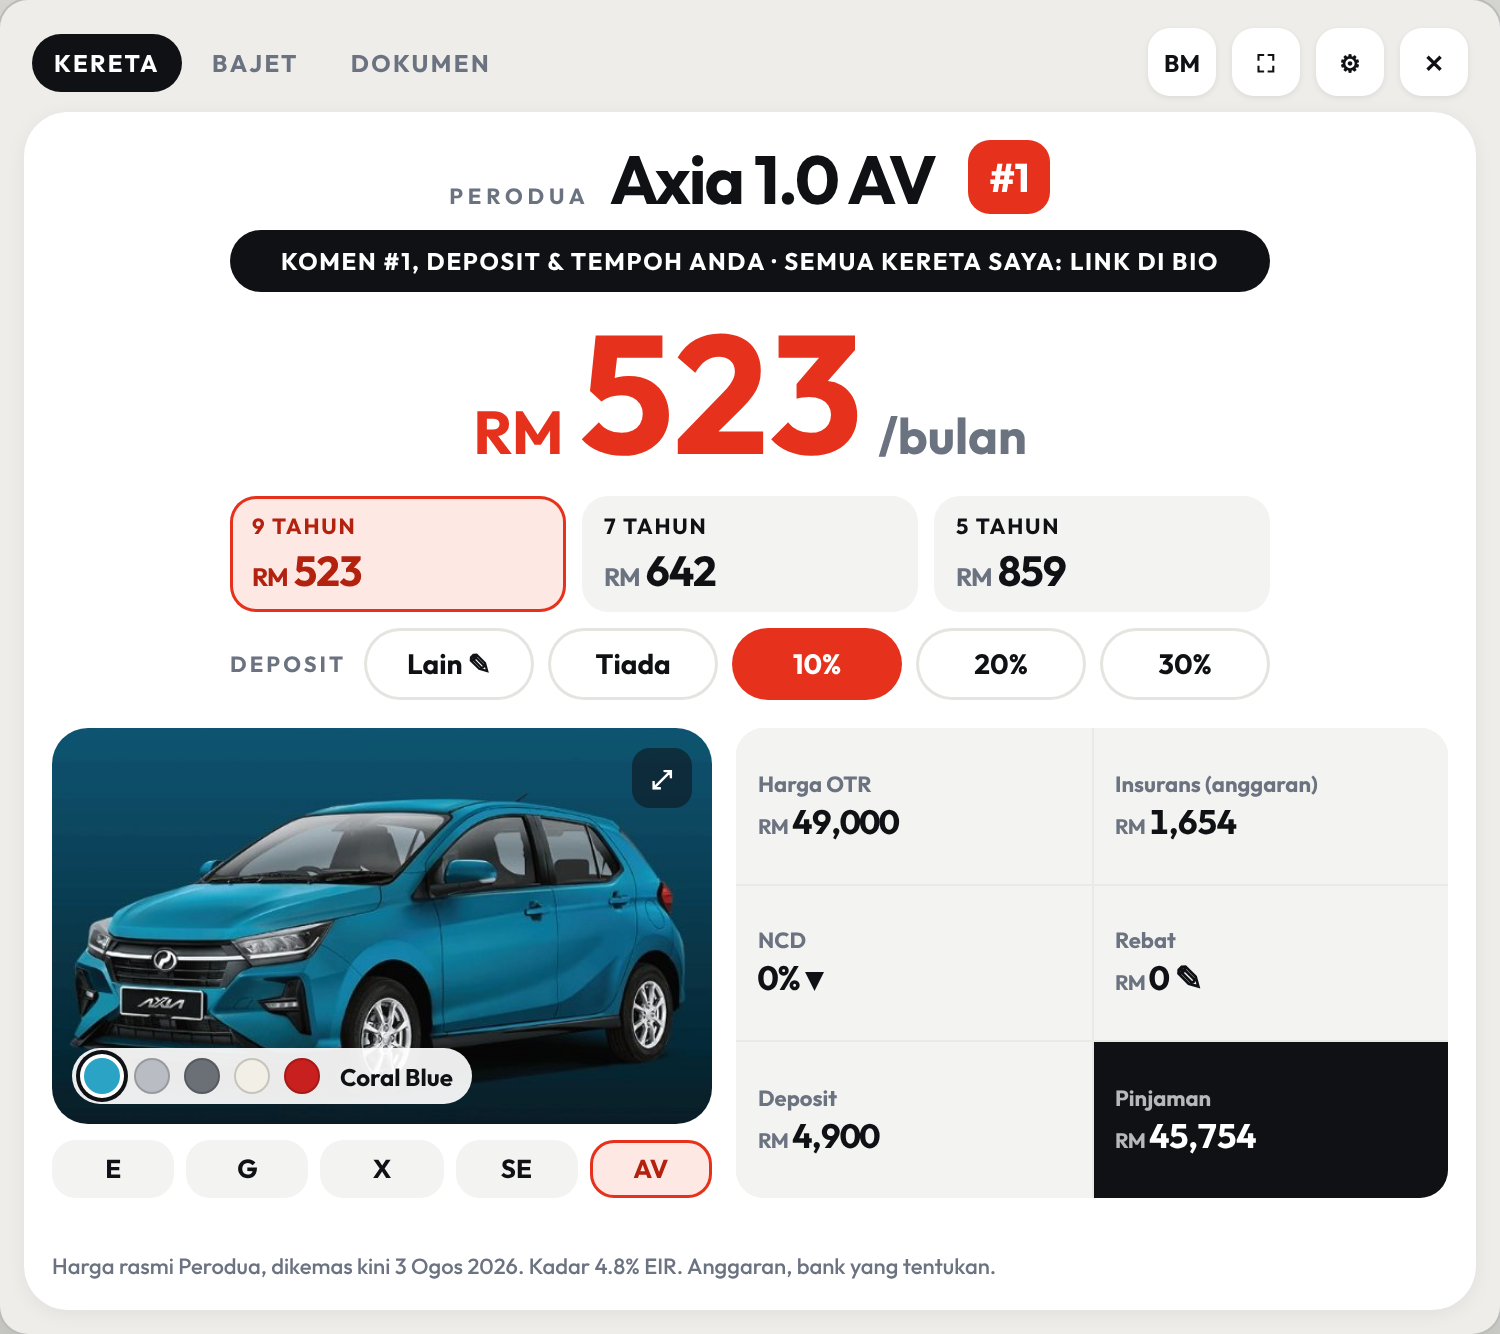 KERETA BAJET DOKUMEN BM
PERODUA Axia 1.0 AV #1
KOMEN #1, DEPOSIT & TEMPOH ANDA · SEMUA KERETA SAYA: LINK DI BIO
RM 523 /bulan
9 TAHUN
RM 523
7 TAHUN
RM 642
5 TAHUN
RM 859
DEPOSIT Lain ✎ Tiada 10% 20% 30%
AXIA
Coral Blue
E G X SE AV
Harga OTR
RM 49,000
Insurans (anggaran)
RM 1,654
NCD
0% ▾
Rebat
RM 0 ✎
Deposit
RM 4,900
Pinjaman
RM 45,754
Harga rasmi Perodua, dikemas kini 3 Ogos 2026. Kadar 4.8% EIR. Anggaran, bank yang tentukan.